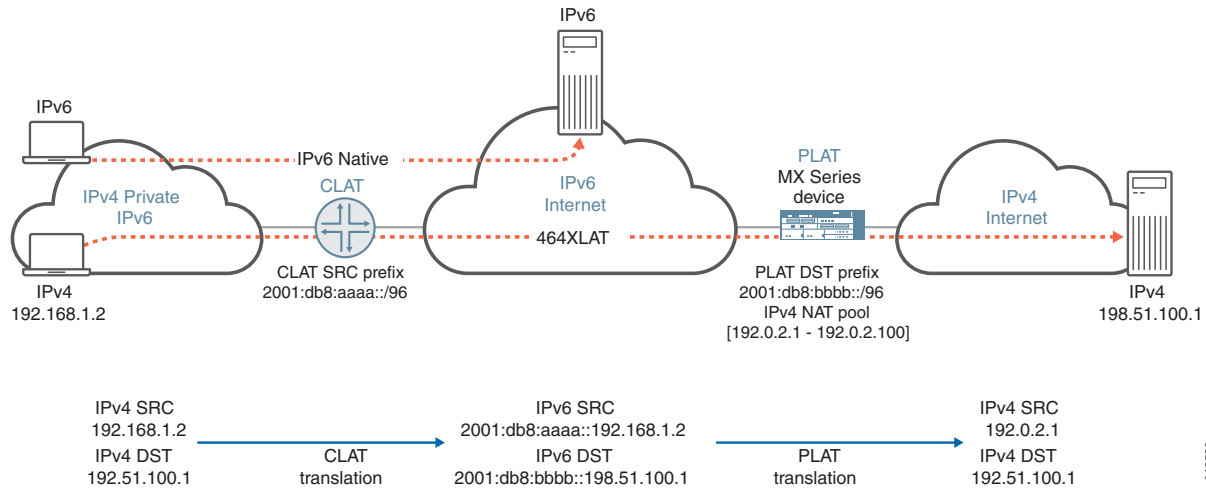 IPv6
IPv6
IPv6 Native
IPv4 Private
IPv6
CLAT
IPv6
Internet
PLAT
MX Series
device
IPv4
Internet
464XLAT
IPv4
192.168.1.2
CLAT SRC prefix
2001:db8:aaaa::/96
PLAT DST prefix
2001:db8:bbbb::/96
IPv4 NAT pool
[192.0.2.1 - 192.0.2.100]
IPv4
198.51.100.1
IPv4 SRC
192.168.1.2
IPv4 DST
192.51.100.1
CLAT
translation
IPv6 SRC
2001:db8:aaaa::192.168.1.2
IPv6 DST
2001:db8:bbbb::198.51.100.1
PLAT
translation
IPv4 SRC
192.0.2.1
IPv4 DST
192.51.100.1